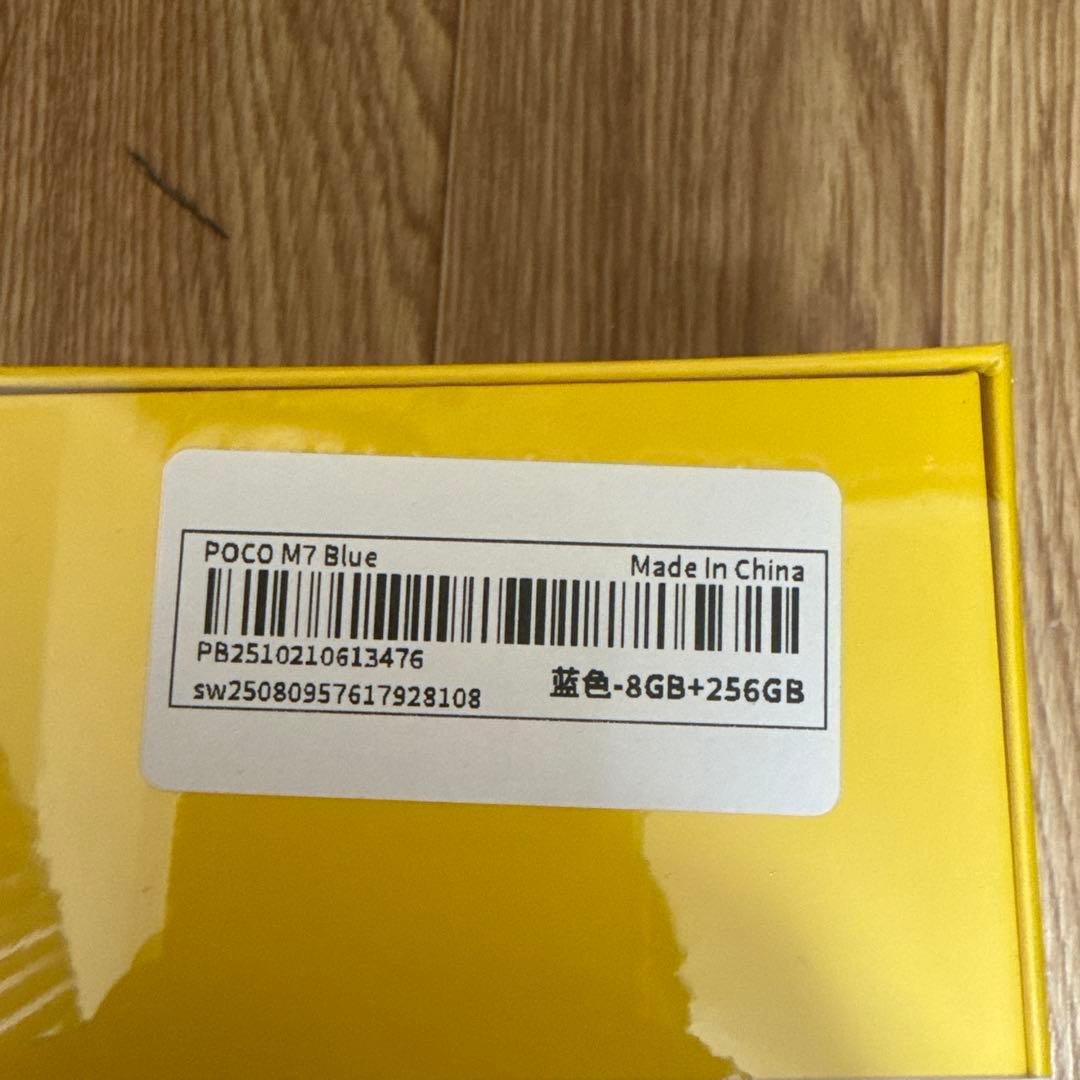 POCO M7 Blue Made In China
PB2510210613476
sw25080957617928108 蓝色-8GB+256GB